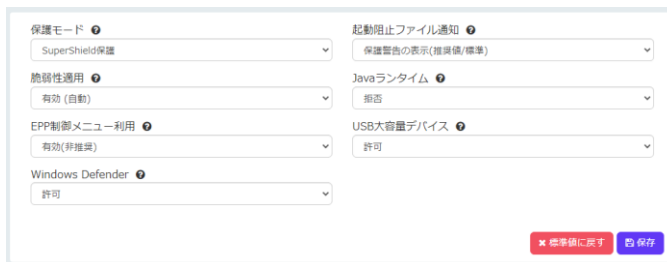 保護モード
起動阻止ファイル通知
SuperShield保護
保護警告の表示(推奨値/標準)
脆弱性適用
Javaランタイム
有効 (自動)
拒否
EPP制御メニュー利用
USB大容量デバイス
有効(非推奨)
許可
Windows Defender
許可
標準値に戻す
保存